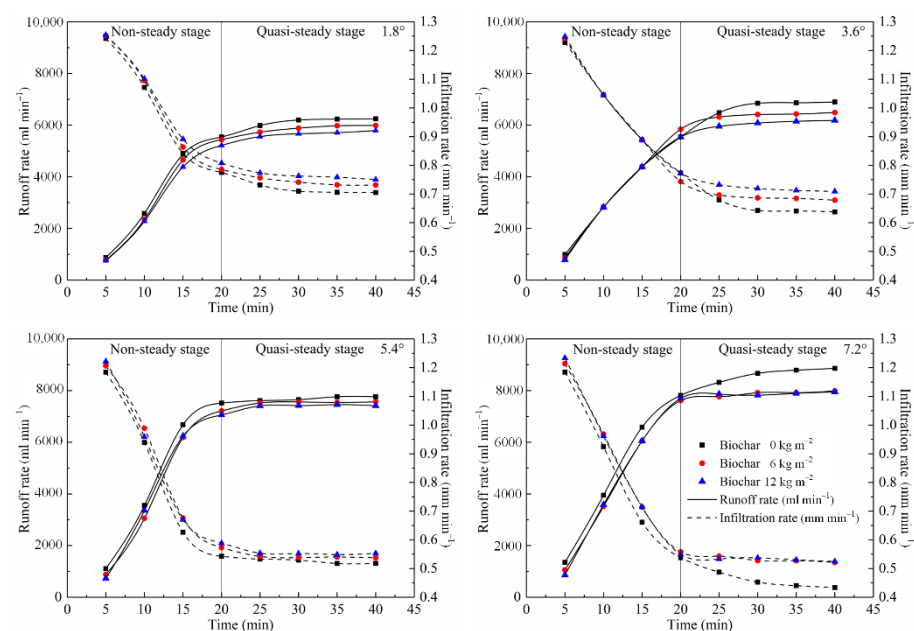 Non-steady stage
Quasi-steady stage
1.8°
10,000
8000
6000
4000
2000
0
Runoff rate (ml min⁻¹)
1.3
1.2
1.1
1.0
0.9
0.8
0.7
0.6
0.5
0.4
Infiltration rate (mm min⁻¹)
0 5 10 15 20 25 30 35 40 45
Time (min)
Non-steady stage
Quasi-steady stage
3.6°
10,000
8000
6000
4000
2000
0
Runoff rate (ml min⁻¹)
1.3
1.2
1.1
1.0
0.9
0.8
0.7
0.6
0.5
0.4
Infiltration rate (mm min⁻¹)
0 5 10 15 20 25 30 35 40 45
Time (min)
Non-steady stage
Quasi-steady stage
5.4°
10,000
8000
6000
4000
2000
0
Runoff rate (ml min⁻¹)
1.3
1.2
1.1
1.0
0.9
0.8
0.7
0.6
0.5
0.4
Infiltration rate (mm min⁻¹)
0 5 10 15 20 25 30 35 40 45
Time (min)
Non-steady stage
Quasi-steady stage
7.2°
10,000
8000
6000
4000
2000
0
Runoff rate (ml min⁻¹)
Biochar 0 kg m⁻²
Biochar 6 kg m⁻²
Biochar 12 kg m⁻²
Runoff rate (ml min⁻¹)
Infiltration rate (mm min⁻¹)
1.3
1.2
1.1
1.0
0.9
0.8
0.7
0.6
0.5
0.4
Infiltration rate (mm min⁻¹)
0 5 10 15 20 25 30 35 40 45
Time (min)